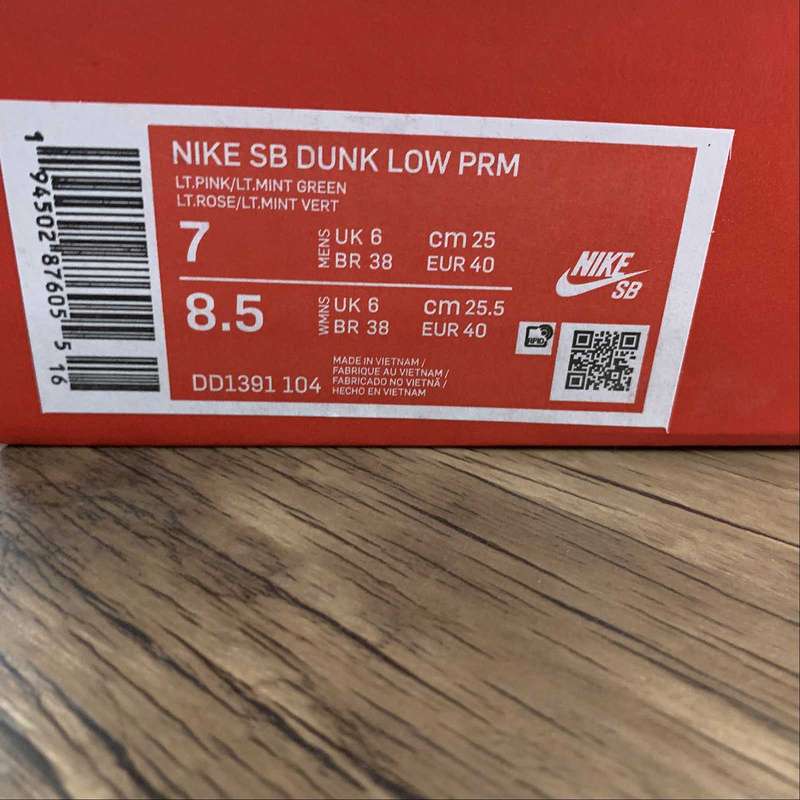 NIKE SB DUNK LOW PRM
LT.PINK/LT.MINT GREEN
LT.ROSE/LT.MINT VERT
7
MENS
UK 6 cm 25
BR 38 EUR 40
8.5
WMNS
UK 6 cm 25.5
BR 38 EUR 40
DD1391 104
MADE IN VIETNAM /
FABRIQUE AU VIETNAM /
FABRICADO NO VIETNÃ /
HECHO EN VIETNAM
NIKE
SB
RFID
1 94502 87605 5 16